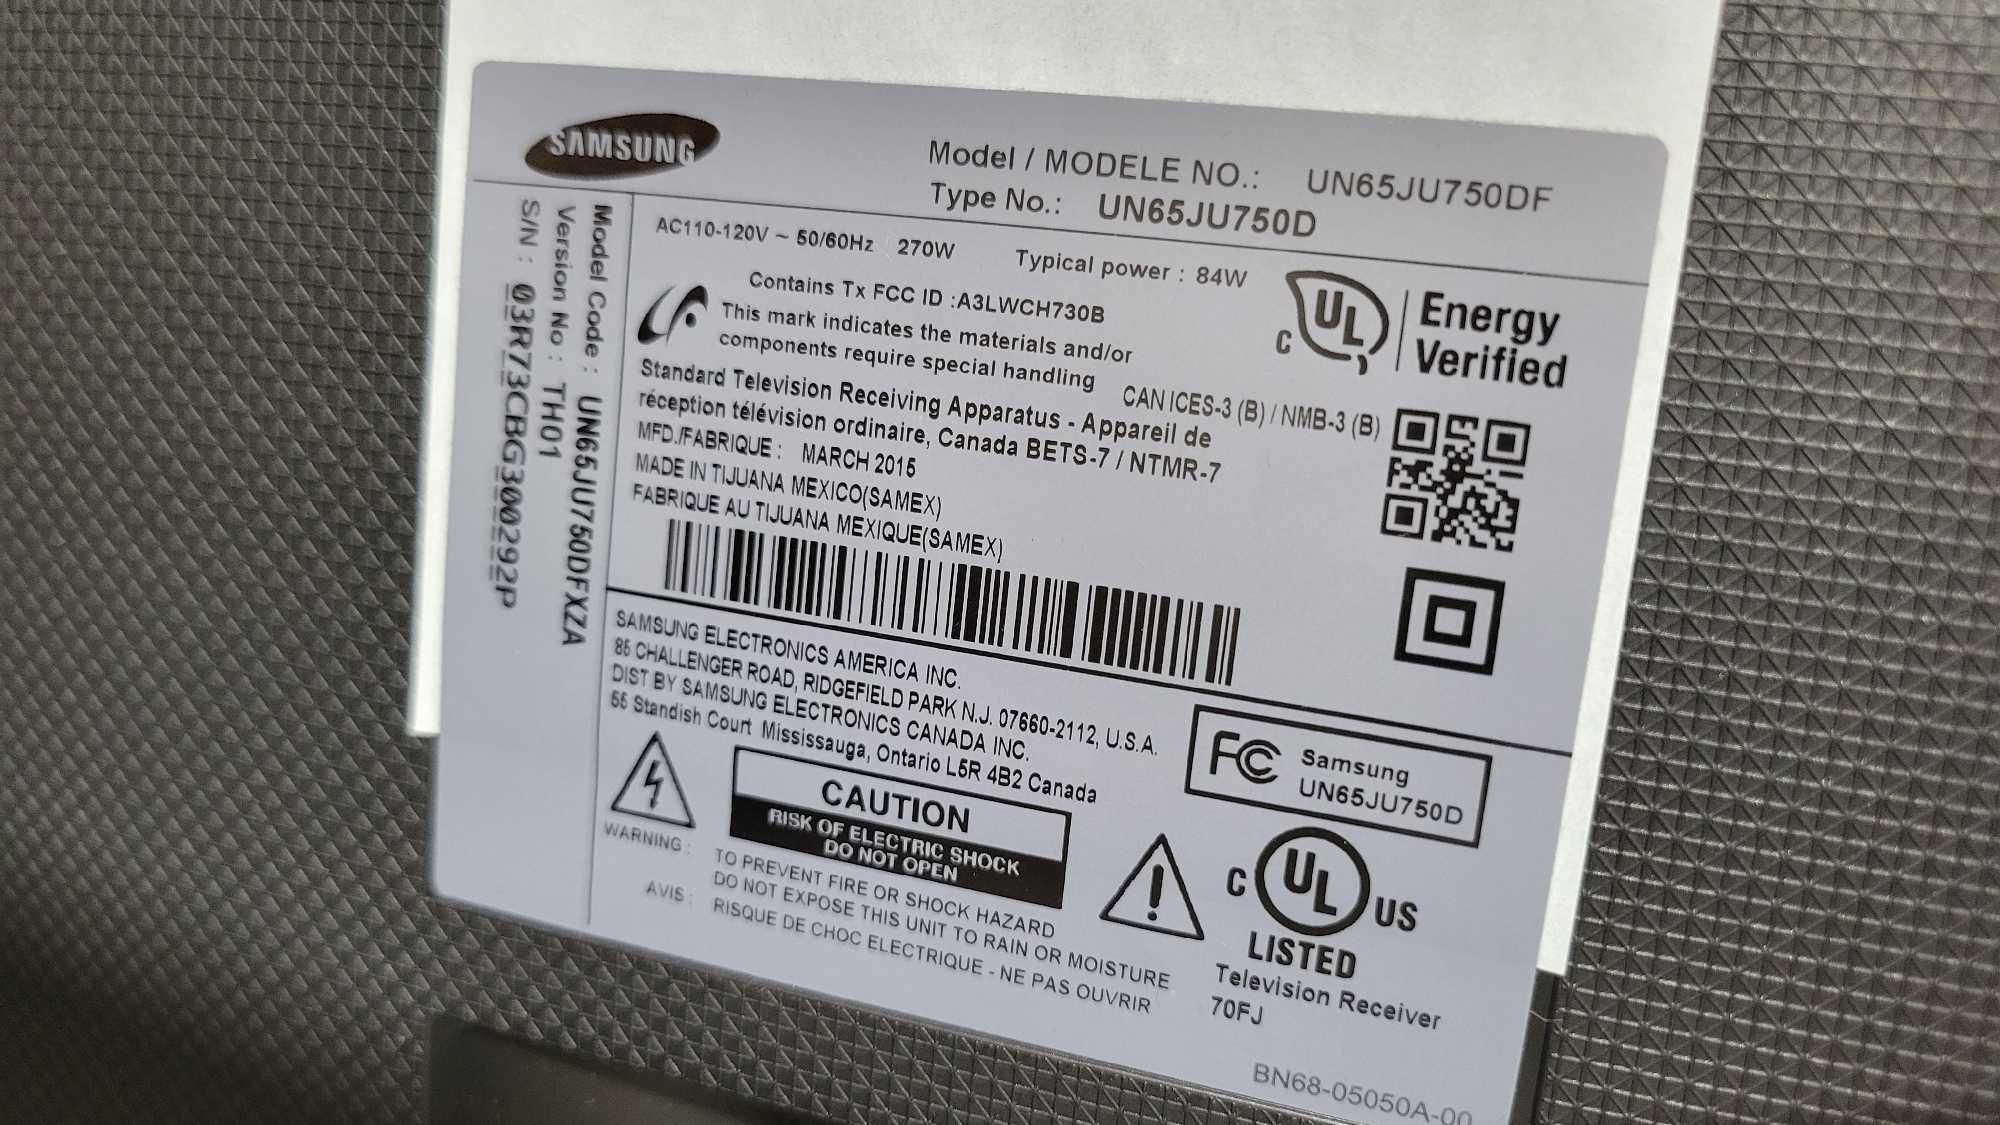 SAMSUNG
Model / MODELE NO.: UN65JU750DF
Type No.: UN65JU750D
AC110-120V ~ 50/60Hz 270W Typical power : 84W
Contains Tx FCC ID :A3LWCH730B
This mark indicates the materials and/or
components require special handling
C UL Energy
Verified
CAN ICES-3 (B) / NMB-3 (B)
Standard Television Receiving Apparatus - Appareil de
réception télévision ordinaire, Canada BETS-7 / NTMR-7
MFD./FABRIQUE : MARCH 2015
MADE IN TIJUANA MEXICO(SAMEX)
FABRIQUE AU TIJUANA MEXIQUE(SAMEX)
Model Code : UN65JU750DFXZA
Version No : TH01
S/N : 03R73CBG300292P
SAMSUNG ELECTRONICS AMERICA INC.
85 CHALLENGER ROAD, RIDGEFIELD PARK N.J. 07660-2112, U.S.A.
DIST BY SAMSUNG ELECTRONICS CANADA INC.
55 Standish Court Mississauga, Ontario L5R 4B2 Canada
FC Samsung
UN65JU750D
CAUTION
RISK OF ELECTRIC SHOCK
DO NOT OPEN
WARNING : TO PREVENT FIRE OR SHOCK HAZARD
DO NOT EXPOSE THIS UNIT TO RAIN OR MOISTURE
AVIS : RISQUE DE CHOC ELECTRIQUE - NE PAS OUVRIR
C UL US
LISTED
Television Receiver
70FJ
BN68-05050A-00